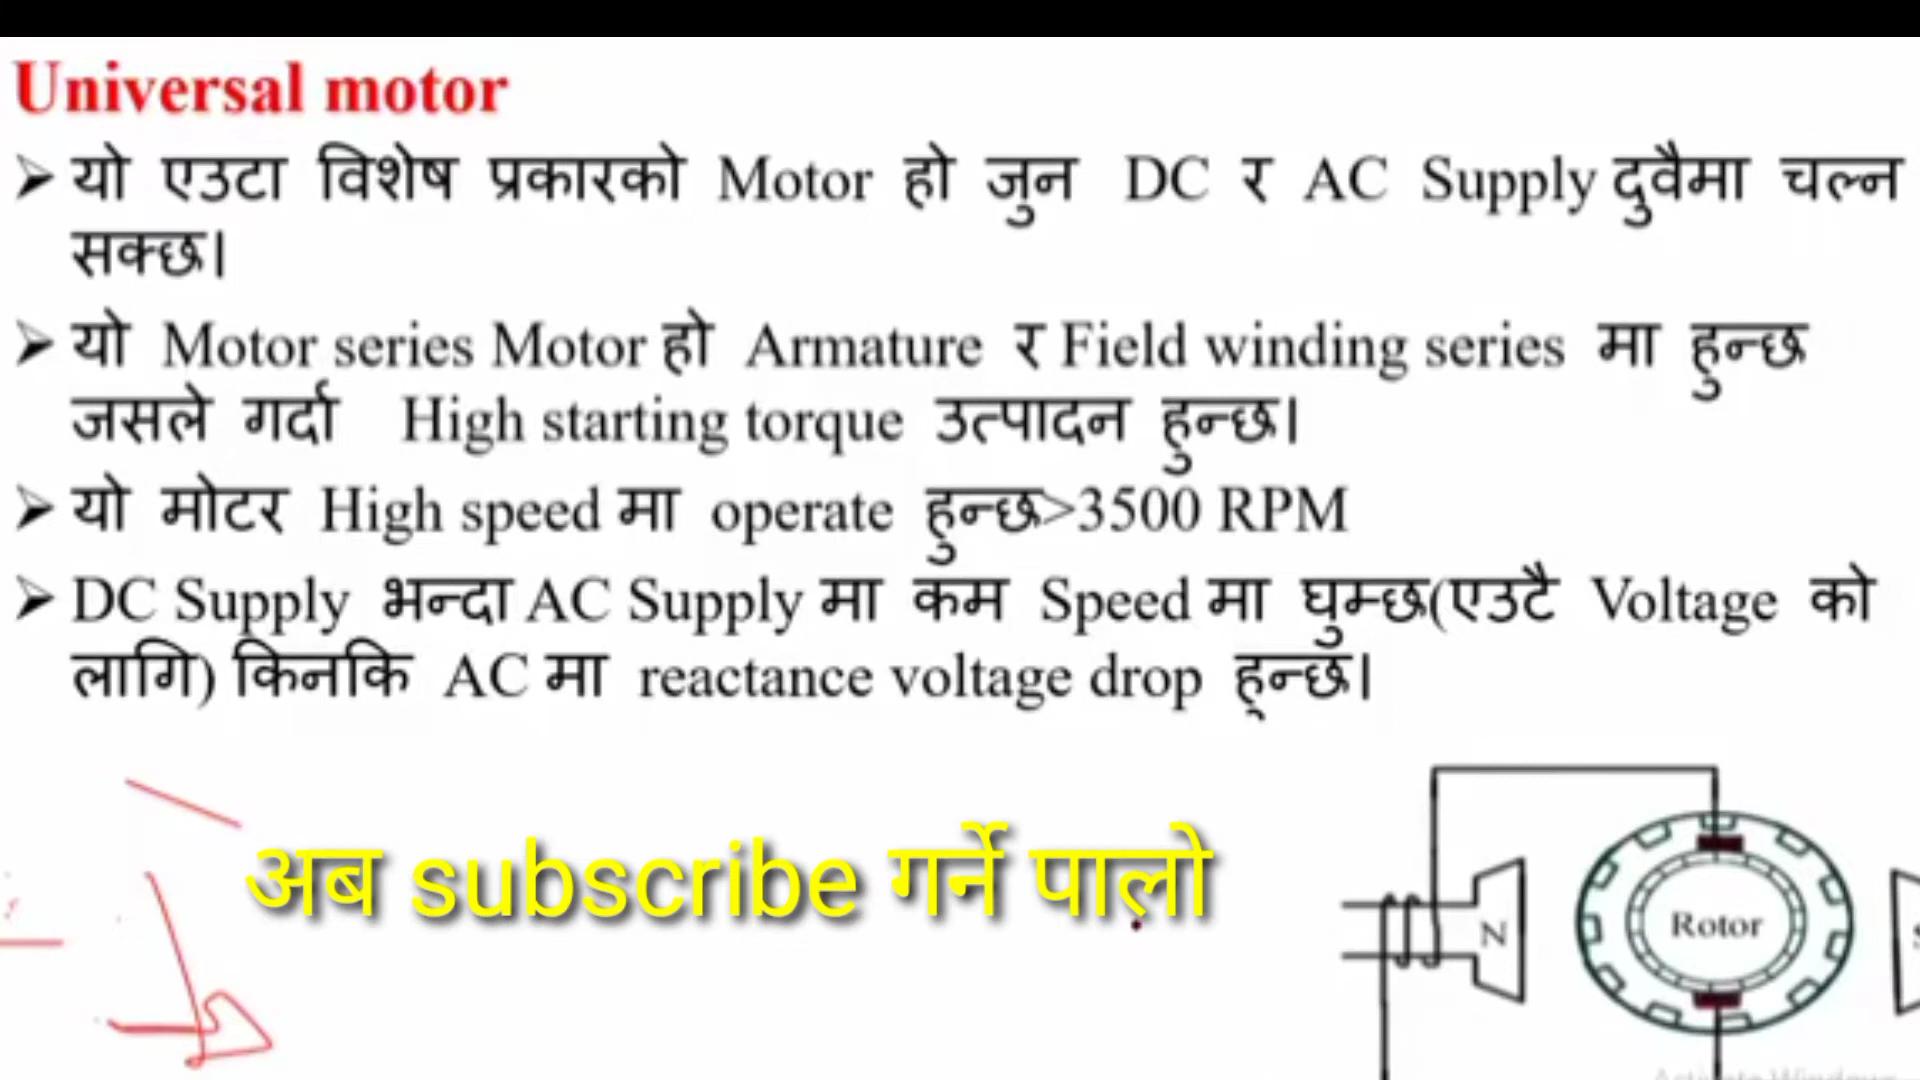 Universal motor
➢ यो एउटा विशेष प्रकारको Motor हो जुन DC र AC Supply दुवैमा चल्न
सक्छ।
➢ यो Motor series Motor हो Armature र Field winding series मा हुन्छ
जसले गर्दा High starting torque उत्पादन हुन्छ।
➢ यो मोटर High speed मा operate हुन्छ>3500 RPM
➢ DC Supply भन्दा AC Supply मा कम Speed मा घुम्छ(एउटै Voltage को
लागि) किनकि AC मा reactance voltage drop हुन्छ।
अब subscribe गर्ने पालो
N
Rotor